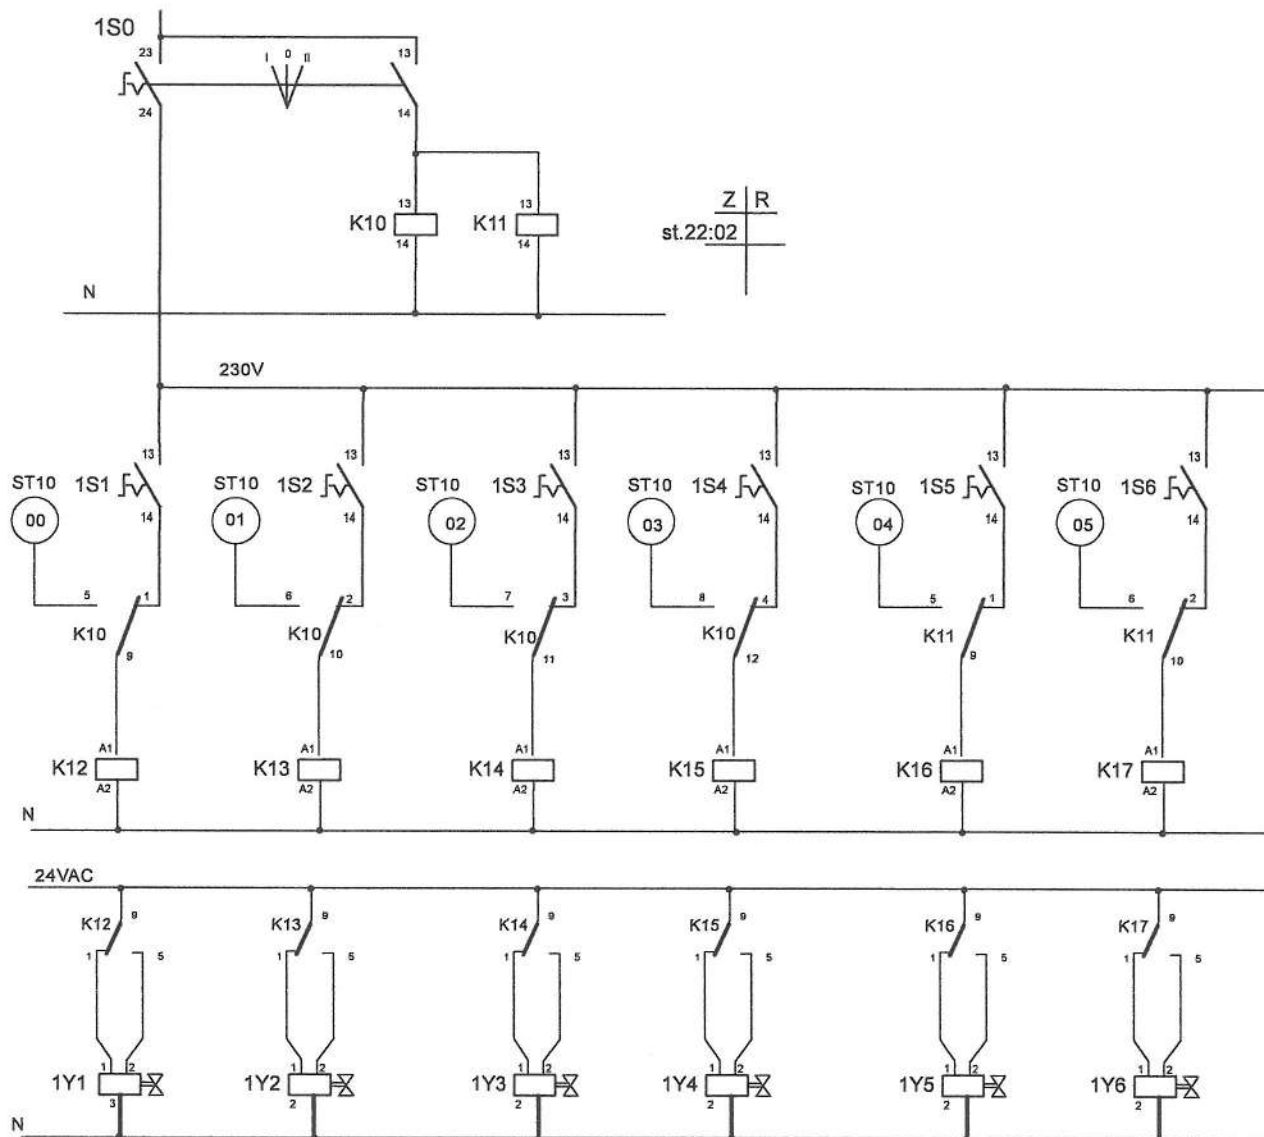 1S0
23 I 0 II 13
24 14
13 13
K10 K11
14 14
Z R
st.22:02
N
230V
13 13 13 13 13 13
ST10 1S1 ST10 1S2 ST10 1S3 ST10 1S4 ST10 1S5 ST10 1S6
00 14 01 14 02 14 03 14 04 14 05 14
5 1 6 2 7 3 8 4 5 1 6 2
K10 K10 K10 K10 K11 K11
9 10 11 12 9 10
A1 A1 A1 A1 A1 A1
K12 K13 K14 K15 K16 K17
A2 A2 A2 A2 A2 A2
N
24VAC
K12 9 K13 9 K14 9 K15 9 K16 9 K17 9
1 5 1 5 1 5 1 5 1 5 1 5
1 2 1 2 1 2 1 2 1 2 1 2
1Y1 1Y2 1Y3 1Y4 1Y5 1Y6
3 2 2 2 2 2
N